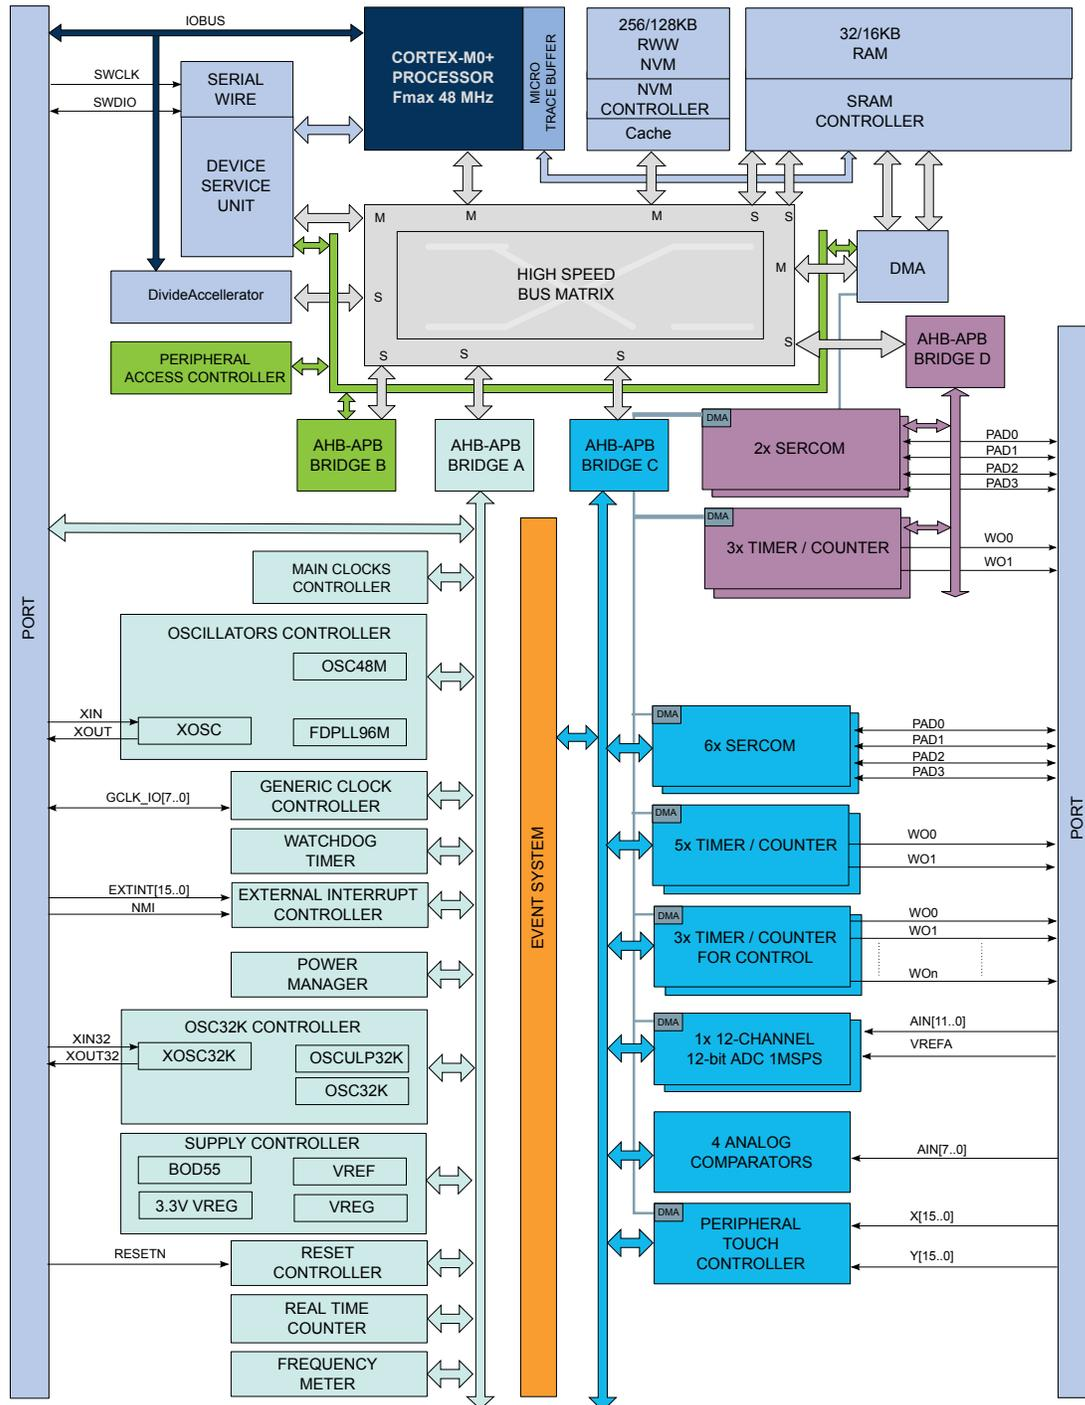 IOBUS
SWCLK
SWDIO
SERIAL
WIRE
DEVICE
SERVICE
UNIT
CORTEX-M0+
PROCESSOR
Fmax 48 MHz
MICRO
TRACE BUFFER
256/128KB
RWW
NVM
NVM
CONTROLLER
Cache
32/16KB
RAM
SRAM
CONTROLLER
M
M
M
S
S
HIGH SPEED
BUS MATRIX
M
DMA
DivideAccellerator
S
S
S
S
S
PERIPHERAL
ACCESS CONTROLLER
AHB-APB
BRIDGE D
AHB-APB
BRIDGE B
AHB-APB
BRIDGE A
AHB-APB
BRIDGE C
DMA
2x SERCOM
PAD0
PAD1
PAD2
PAD3
DMA
3x TIMER / COUNTER
WO0
WO1
PORT
MAIN CLOCKS
CONTROLLER
OSCILLATORS CONTROLLER
OSC48M
XIN
XOUT
XOSC
FDPLL96M
GCLK_IO[7..0]
GENERIC CLOCK
CONTROLLER
WATCHDOG
TIMER
EXTINT[15..0]
NMI
EXTERNAL INTERRUPT
CONTROLLER
POWER
MANAGER
OSC32K CONTROLLER
XIN32
XOUT32
XOSC32K
OSCULP32K
OSC32K
SUPPLY CONTROLLER
BOD55
VREF
3.3V VREG
VREG
RESETN
RESET
CONTROLLER
REAL TIME
COUNTER
FREQUENCY
METER
EVENT SYSTEM
DMA
6x SERCOM
PAD0
PAD1
PAD2
PAD3
DMA
5x TIMER / COUNTER
WO0
WO1
DMA
3x TIMER / COUNTER
FOR CONTROL
WO0
WO1
WOn
DMA
1x 12-CHANNEL
12-bit ADC 1MSPS
AIN[11..0]
VREFA
4 ANALOG
COMPARATORS
AIN[7..0]
DMA
PERIPHERAL
TOUCH
CONTROLLER
X[15..0]
Y[15..0]
PORT